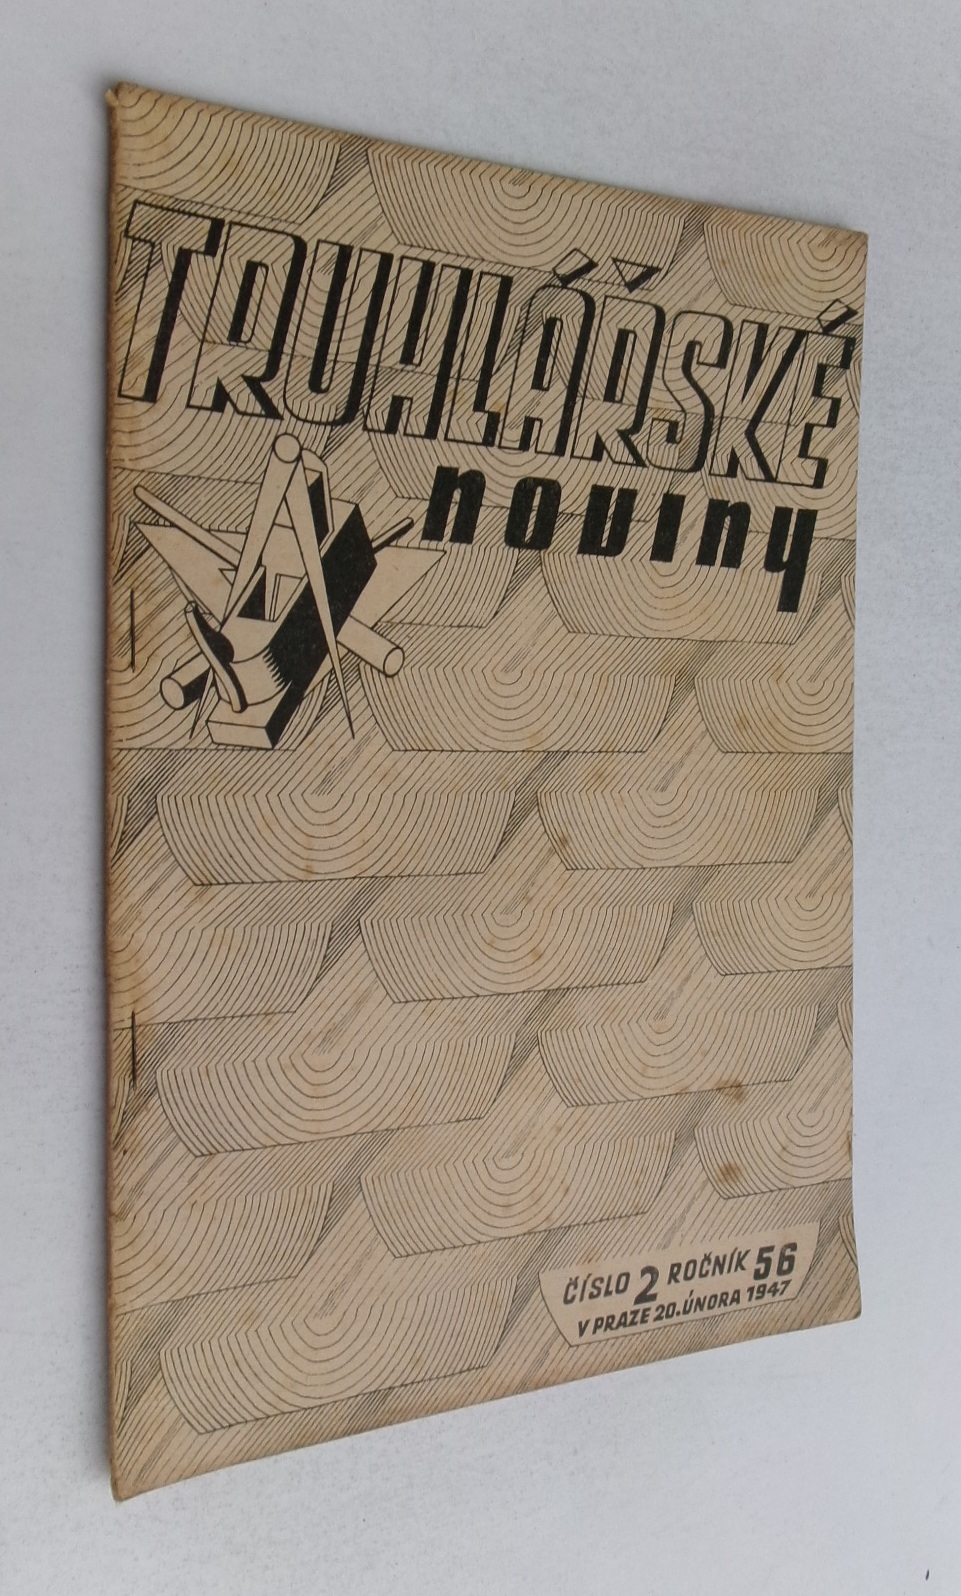 TRUHLÁŘSKÉ
noviny
ČÍSLO 2 ROČNÍK 56
V PRAZE 20. ÚNORA 1947